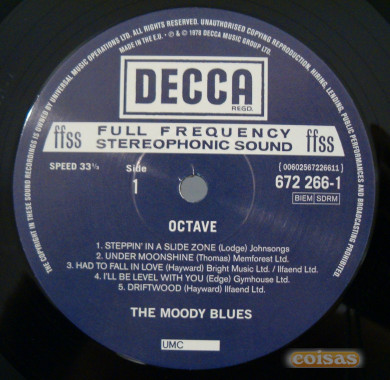 THE COPYRIGHT IN THESE SOUND RECORDINGS IS OWNED BY UNIVERSAL MUSIC OPERATIONS LTD. ALL RIGHTS RESERVED. UNAUTHORISED COPYING, REPRODUCTION, HIRING, LENDING, PUBLIC PERFORMANCES AND BROADCASTING PROHIBITED.
MADE IN THE E.U. • ℗ & © 1978 DECCA MUSIC GROUP LTD.
DECCA
REGD.
ffss FULL FREQUENCY STEREOPHONIC SOUND ffss
SPEED 33⅓ Side 1
(00602567226611)
672 266-1
BIEM SDRM
OCTAVE
1. STEPPIN' IN A SLIDE ZONE (Lodge) Johnsongs
2. UNDER MOONSHINE (Thomas) Memforest Ltd.
3. HAD TO FALL IN LOVE (Hayward) Bright Music Ltd. / Ilfaend Ltd.
4. I'LL BE LEVEL WITH YOU (Edge) Gymhouse Ltd.
5. DRIFTWOOD (Hayward) Ilfaend Ltd.
THE MOODY BLUES
UMC
coisas